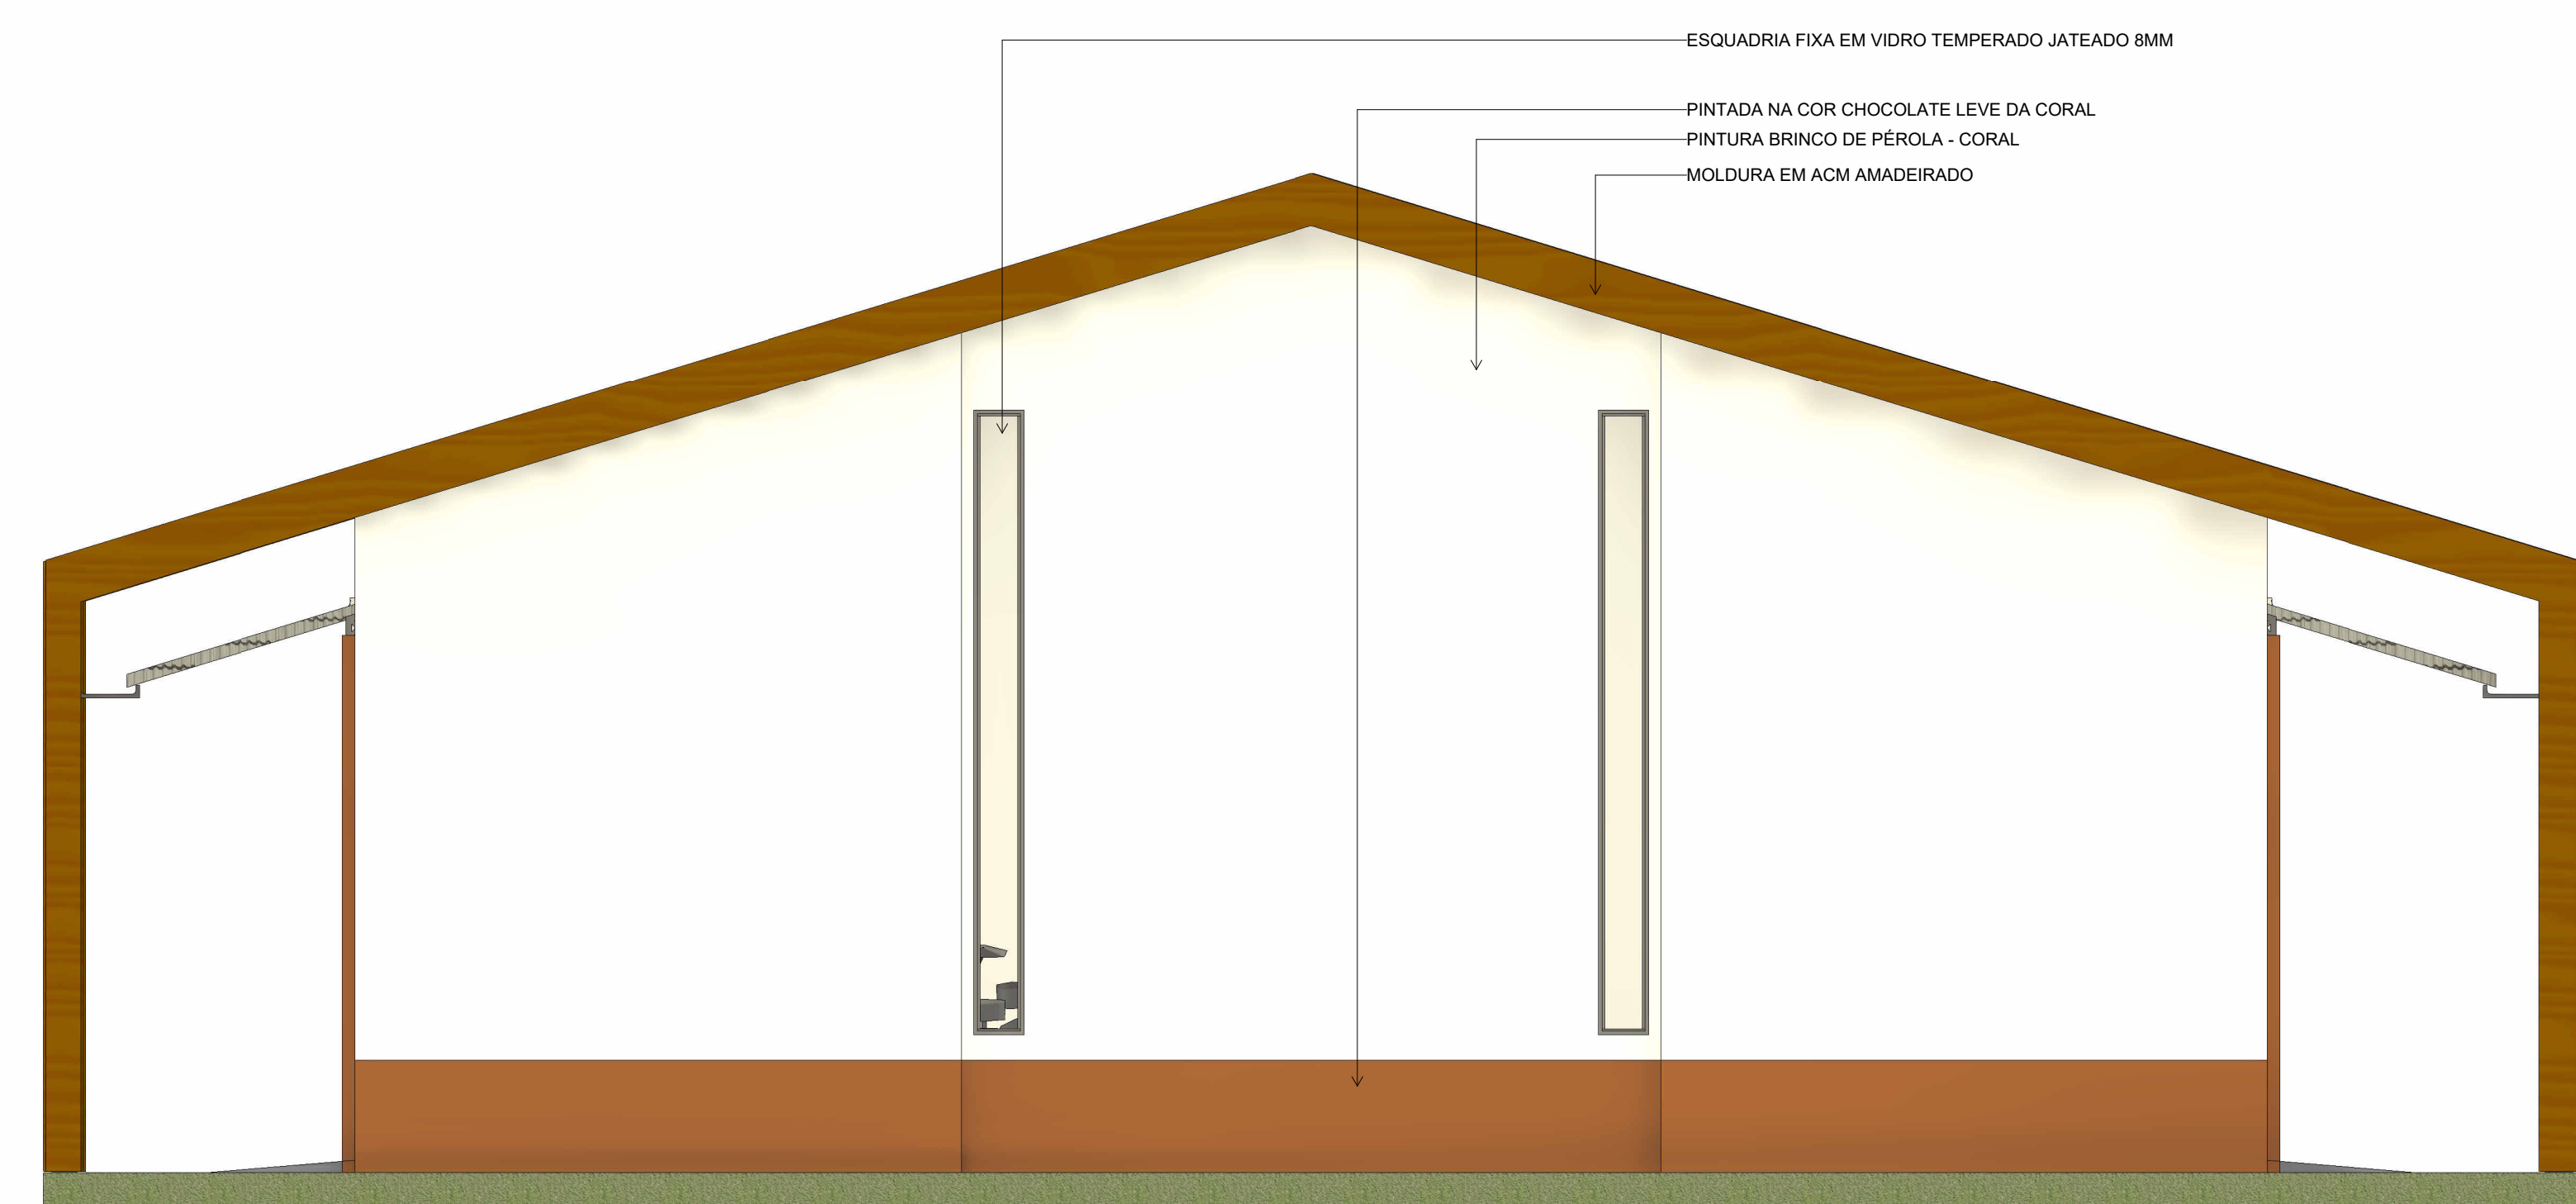 ESQUADRIA FIXA EM VIDRO TEMPERADO JATEADO 8MM
PINTADA NA COR CHOCOLATE LEVE DA CORAL
PINTURA BRINCO DE PÉROLA - CORAL
MOLDURA EM ACM AMADEIRADO